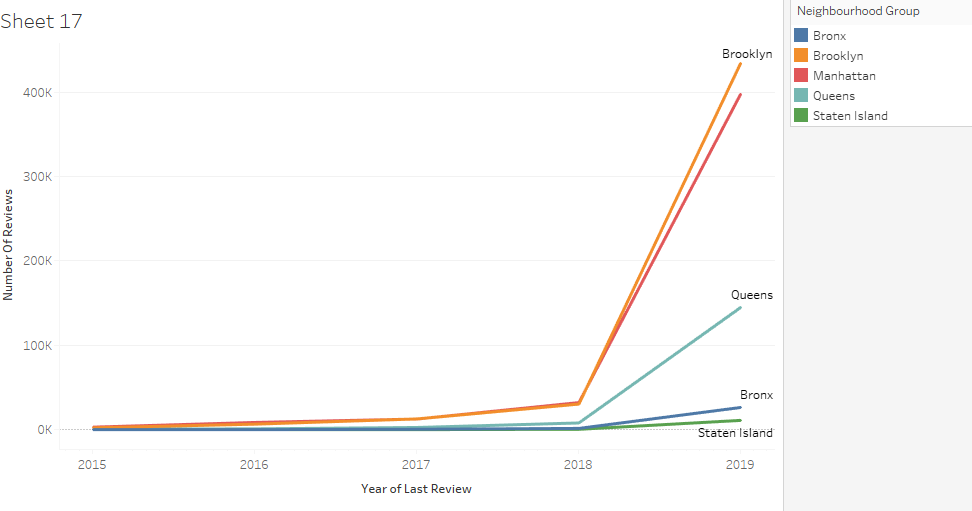 Sheet 17
Neighbourhood Group
Bronx
Brooklyn
Manhattan
Queens
Staten Island
Number Of Reviews
400K
300K
200K
100K
0K
Brooklyn
Queens
Bronx
Staten Island
2015
2016
2017
2018
2019
Year of Last Review